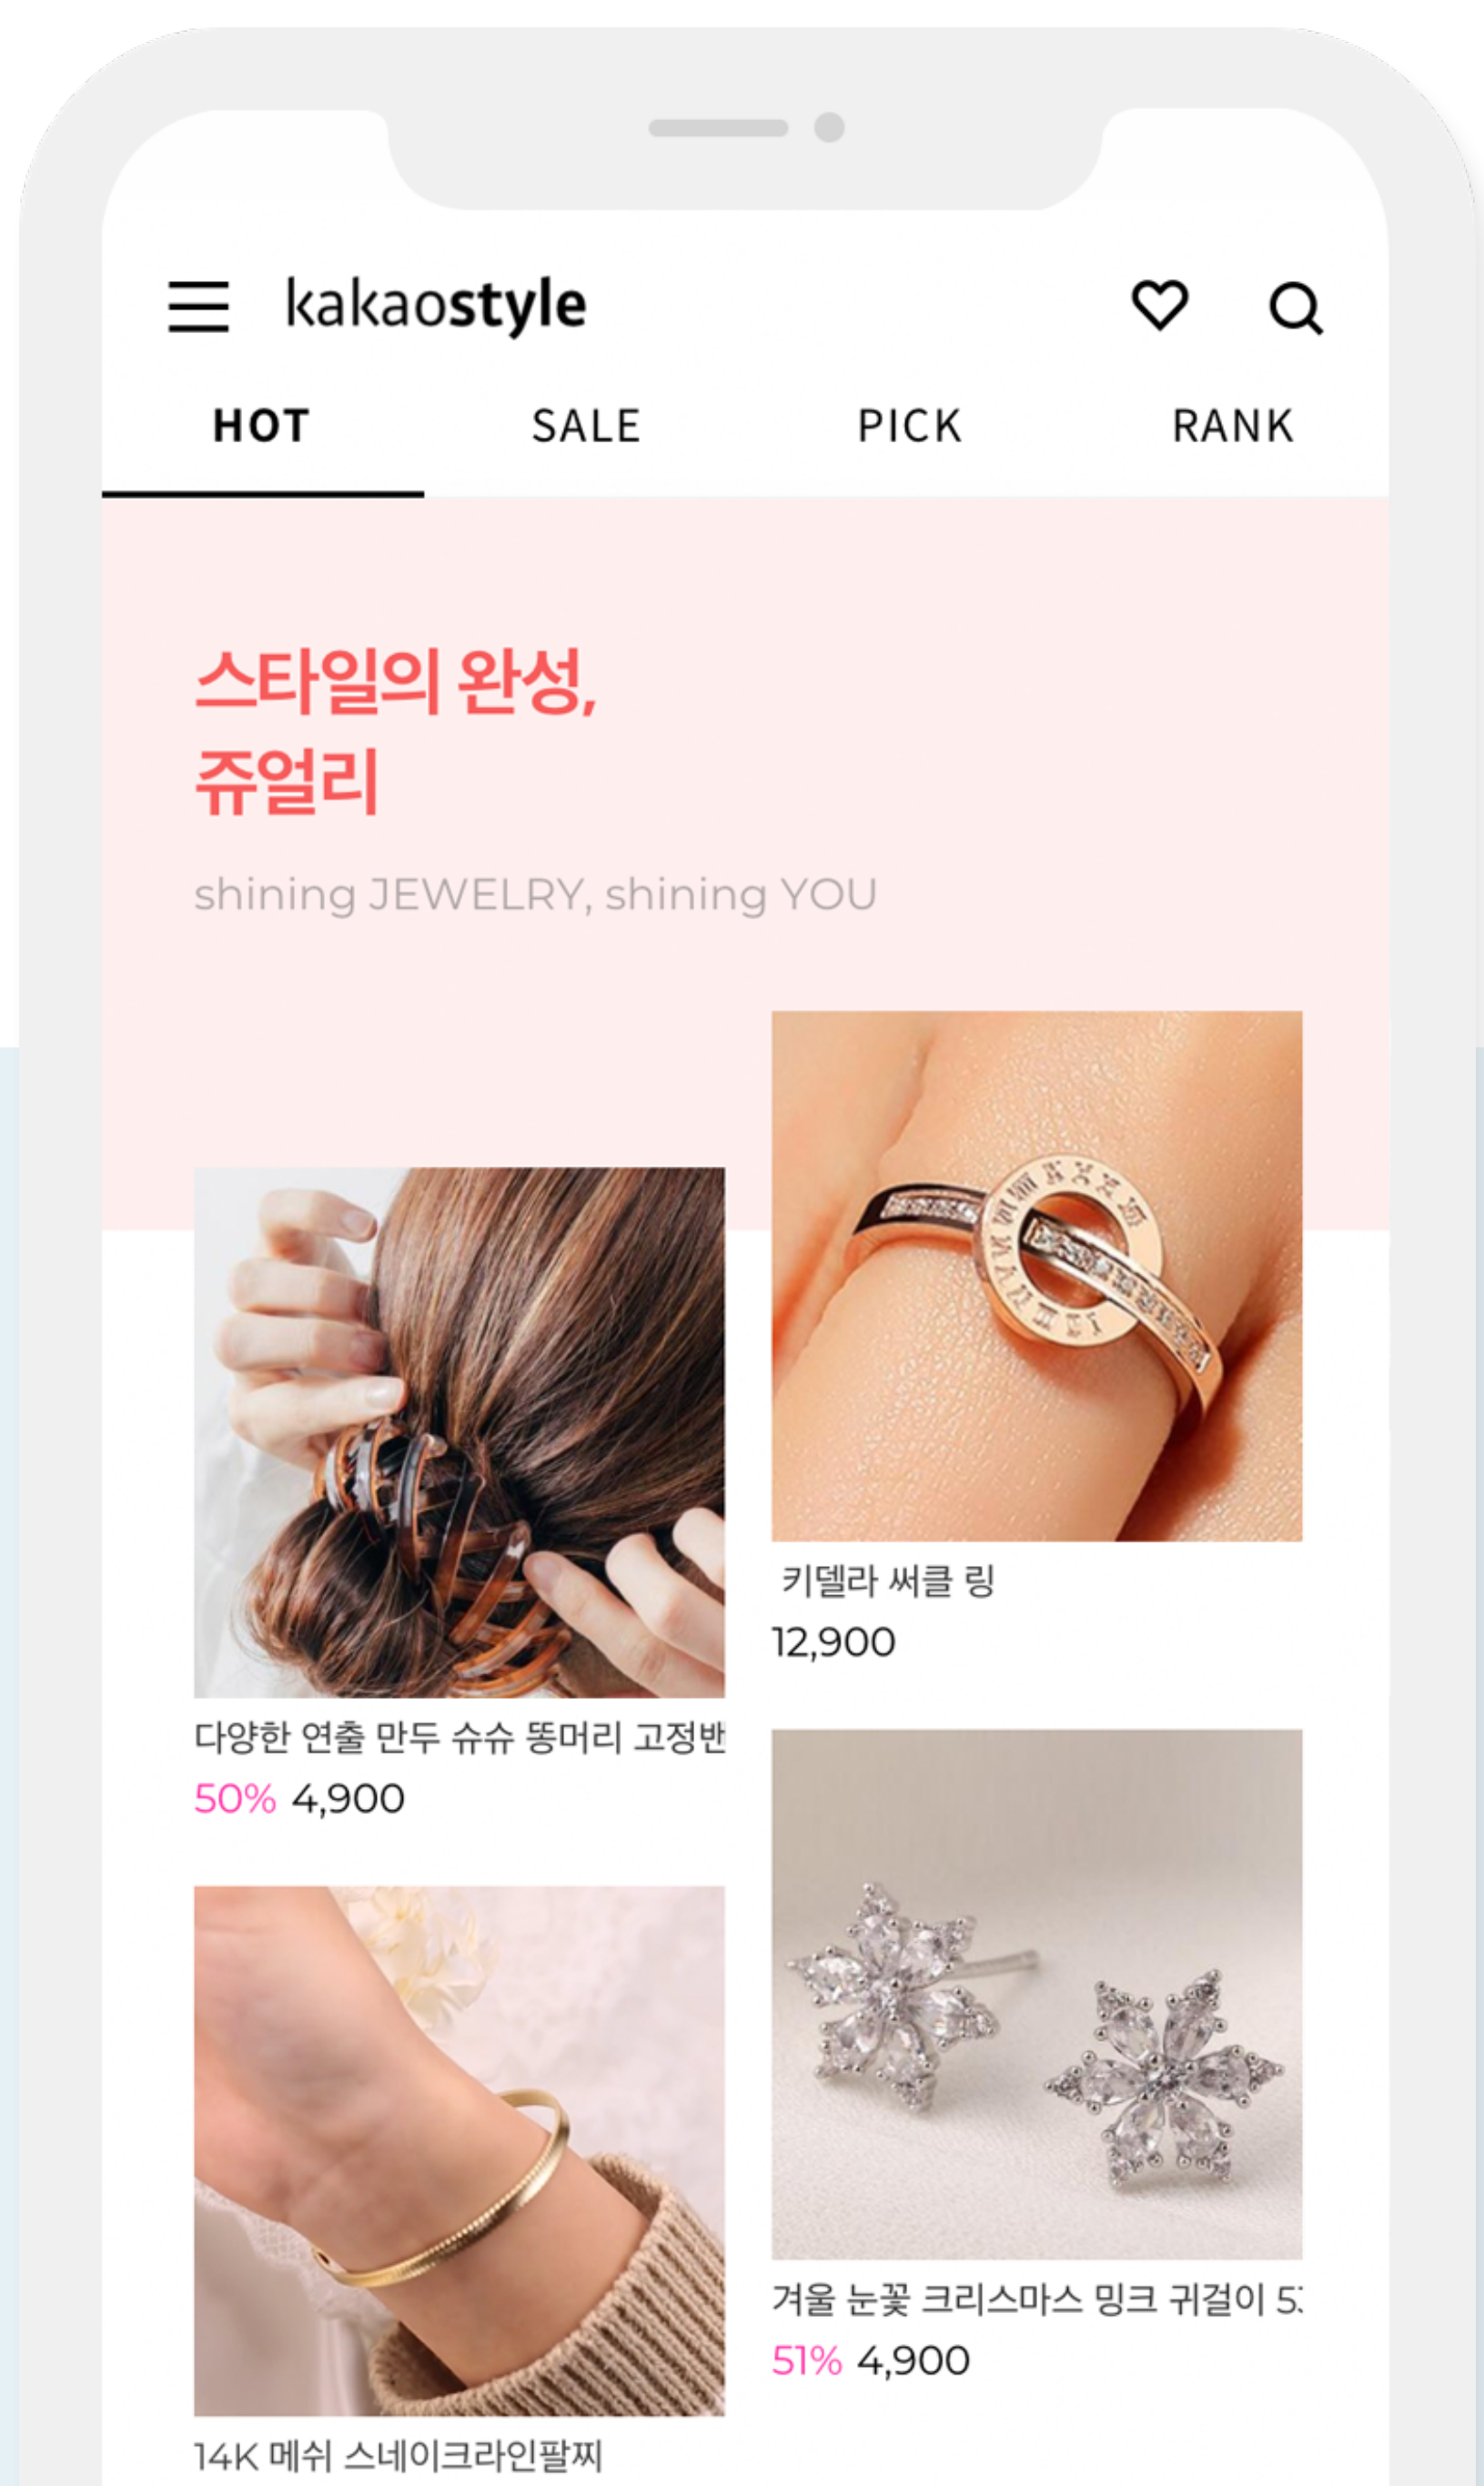 kakaostyle
HOT SALE PICK RANK
스타일의 완성,
쥬얼리
shining JEWELRY, shining YOU
키델라 써클 링
12,900
다양한 연출 만두 슈슈 똥머리 고정밴
50% 4,900
겨울 눈꽃 크리스마스 밍크 귀걸이
51% 4,900
14K 메쉬 스네이크라인팔찌